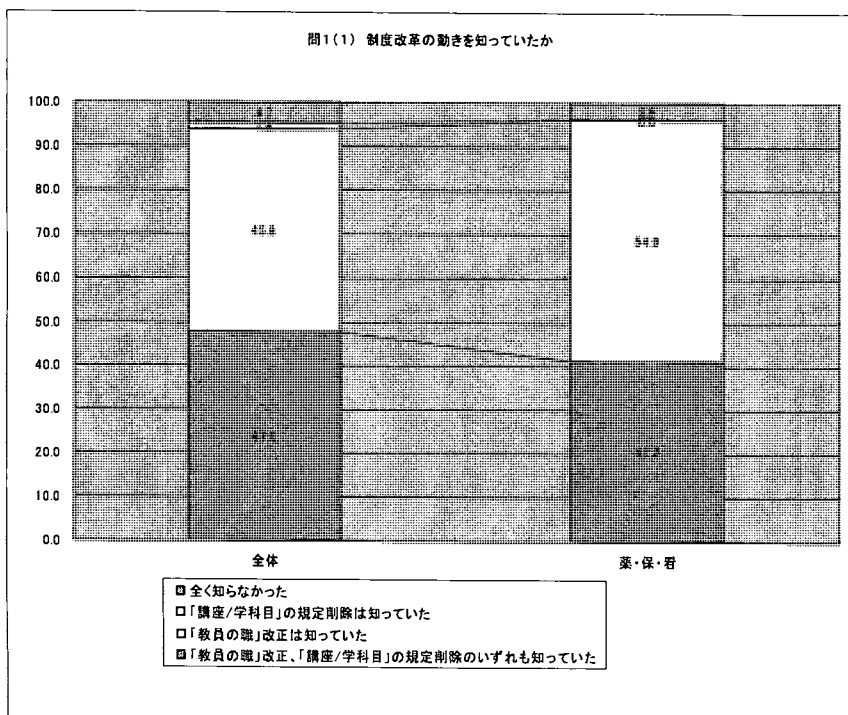 問1(1) 制度改革の動きを知っていたか
100.0
90.0
80.0
70.0
60.0
50.0
40.0
30.0
20.0
10.0
0.0
45.8
54.9
全体
薬・保・看
全く知らなかった
「講座/学科目」の規定削除は知っていた
「教員の職」改正は知っていた
「教員の職」改正、「講座/学科目」の規定削除のいずれも知っていた